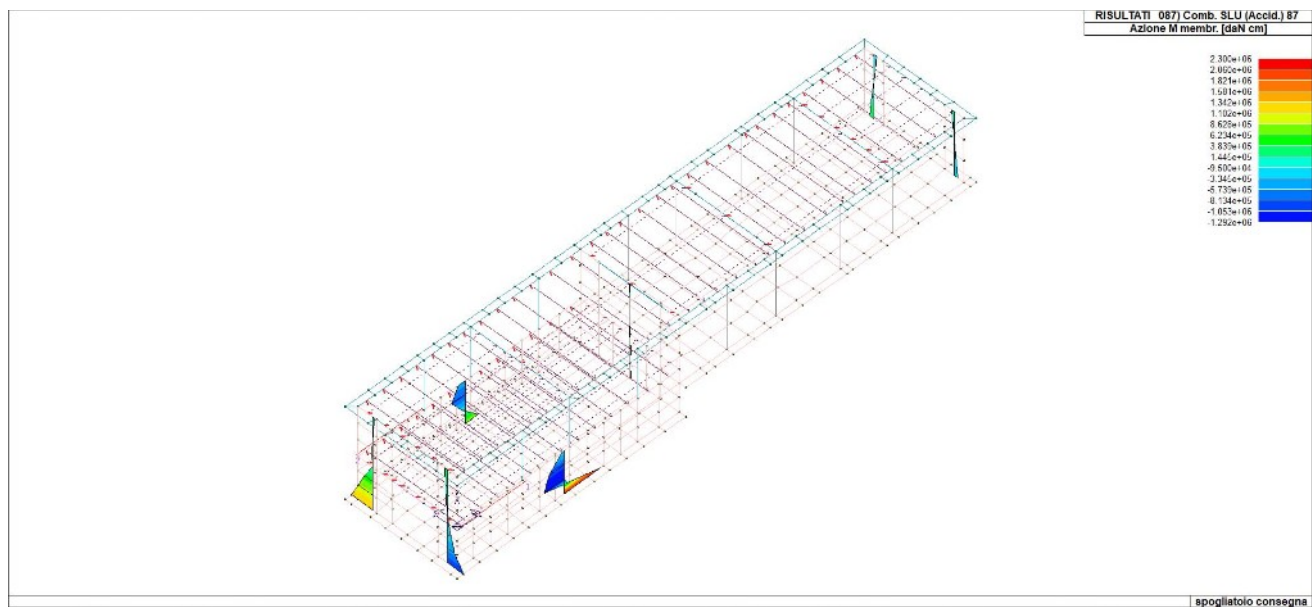 RISULTATI 087) Comb. SLU (Accid.) 87
Azione M membr. [daN cm]
2.300e+06
2.060e+06
1.821e+06
1.581e+06
1.342e+06
1.102e+06
8.628e+05
6.234e+05
3.839e+05
1.445e+05
-9.500e+04
-3.345e+05
-5.739e+05
-8.134e+05
-1.053e+06
-1.292e+06
spogliatoio consegna